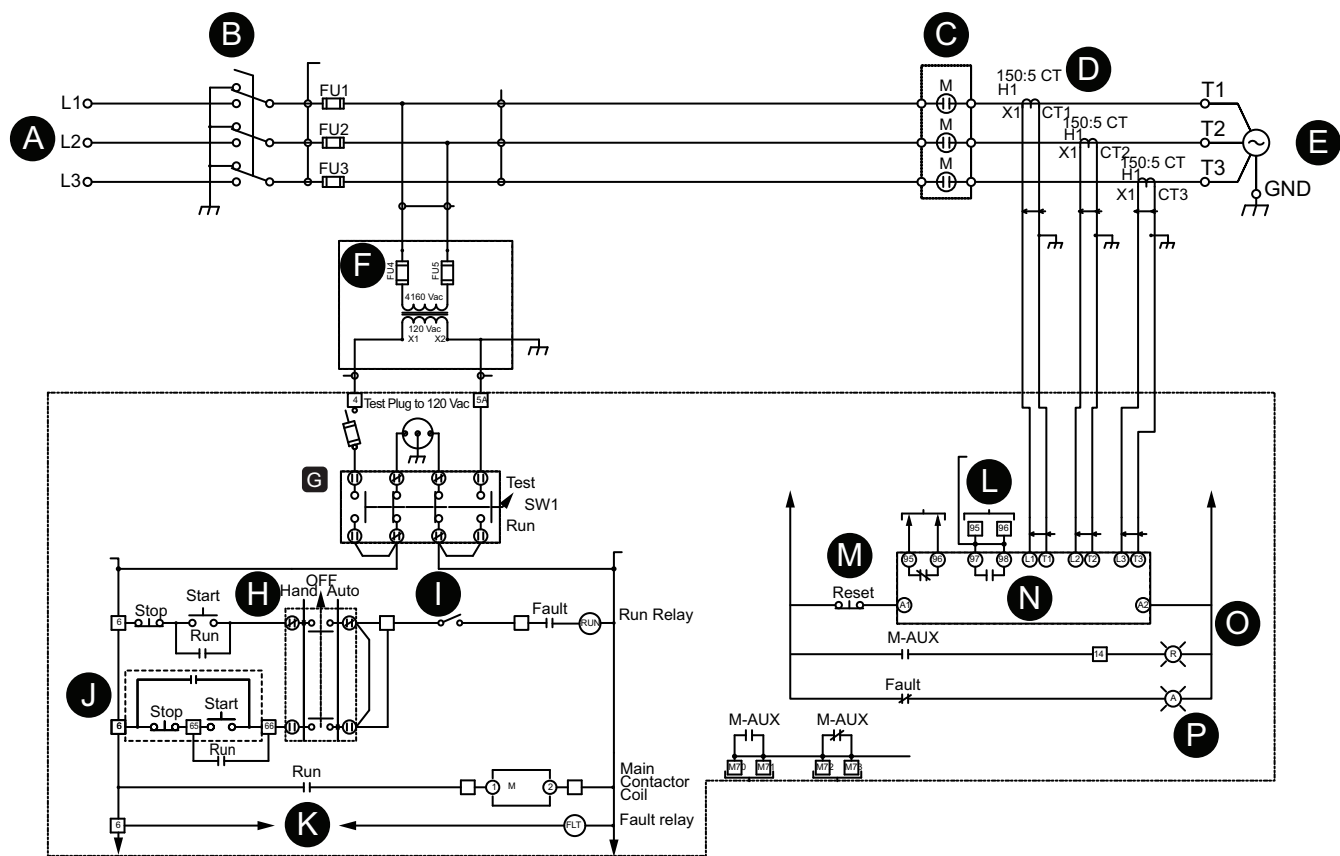 B
C
D
150:5 CT
H1
M
FU1
L1
X1
CT1
T1
150:5 CT
H1
M
FU2
A
L2
X1
CT2
T2
E
150:5 CT
H1
M
FU3
L3
X1
CT3
T3
GND
F
FU4
FU5
4160 Vac
120 Vac
X1
X2
4
Test Plug to 120 Vac
5A
G
Test
SW1
Run
L
95
96
95
96
97
98
L1
T1
L2
T2
L3
T3
M
Reset
A1
N
A2
O
H
OFF
Hand
Auto
I
6
Stop
Start
Run
Fault
RUN
Run Relay
M-AUX
14
R
J
6
Stop
65
Start
66
Run
Fault
A
P
M-AUX
M-AUX
M70
M71
M72
M73
Run
1
M
2
Main
Contactor
Coil
6
K
FLT
Fault relay